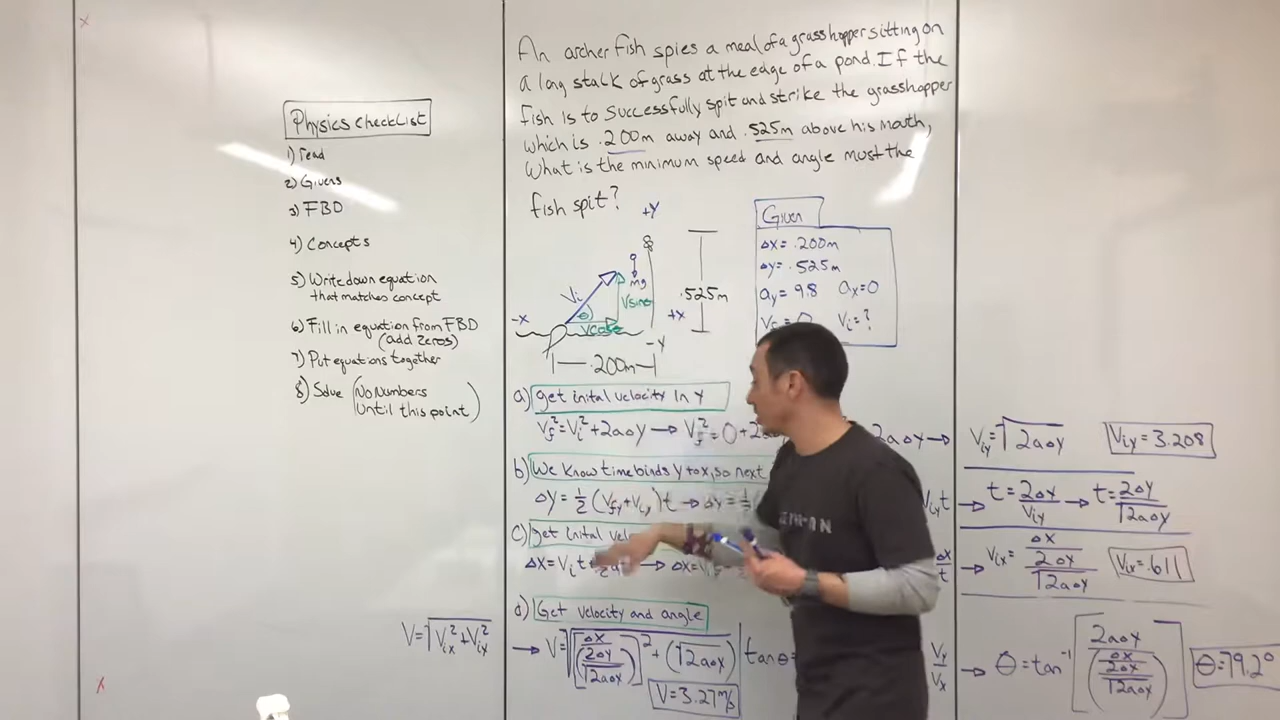 Physics Checklist
1) read
2) Givens
3) FBD
4) Concepts
5) Write down equation
that matches concept
6) Fill in equation from FBD
(add zeros)
7) Put equations together
8) Solve (No Numbers
Until this point)
An archer fish spies a meal of a grasshopper sitting on
a long stalk of grass at the edge of a pond. If the
fish is to successfully spit and strike the grasshopper
which is .200m away and .525m above his mouth,
What is the minimum speed and angle must the
fish spit?
+Y
mg
Vi
θ
Vsinθ
Vcosθ
-X
+X
-Y
.525m
.200m
Given
Δx = .200m
Δy = .525m
ay = 9.8 ax = 0
Vi = ?
a) get inital velocity in Y
Vf² = Vi² + 2aΔy → Vf² = 0 + 2a
2aΔy → Viy = √2aΔy Viy = 3.208
b) We know time binds Y to X, so next
Δy = ½ (Vfy + Viy) t → Δy = ½
Viy t → t = 2Δy/Viy → t = 2Δy/√2aΔy
c) get inital
Δx = Vi t + ½ → Δx = Vi t
Δx/t → Vix = Δx/(2Δy/√2aΔy) Vix = .611
d) Get velocity and angle
V = √Vix² + Viy² → V = √[Δx/(2Δy/√2aΔy)]² + (√2aΔy) tanθ =
V = 3.27m/s
Vy/Vx → θ = tan⁻¹ [2aΔy/(Δx/(2Δx/√2aΔy))] θ = 79.2°